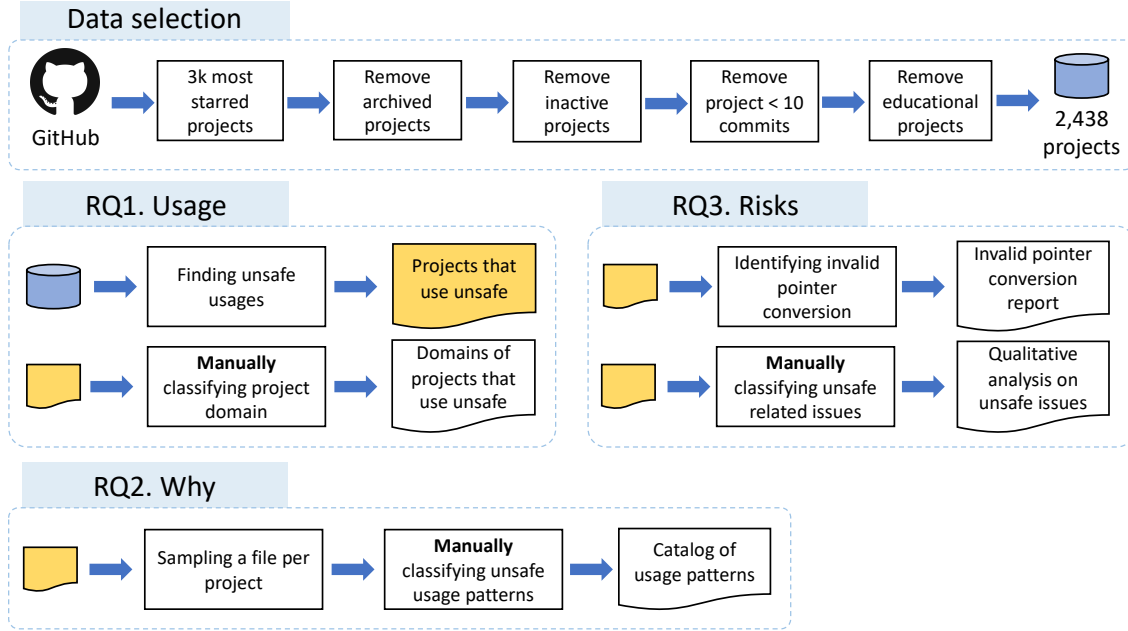 Data selection
GitHub
3k most
starred
projects
Remove
archived
projects
Remove
inactive
projects
Remove
project < 10
commits
Remove
educational
projects
2,438
projects
RQ1. Usage
Finding unsafe
usages
Projects that
use unsafe
Manually
classifying project
domain
Domains of
projects that
use unsafe
RQ3. Risks
Identifying invalid
pointer
conversion
Invalid pointer
conversion
report
Manually
classifying unsafe
related issues
Qualitative
analysis on
unsafe issues
RQ2. Why
Sampling a file per
project
Manually
classifying unsafe
usage patterns
Catalog of
usage patterns